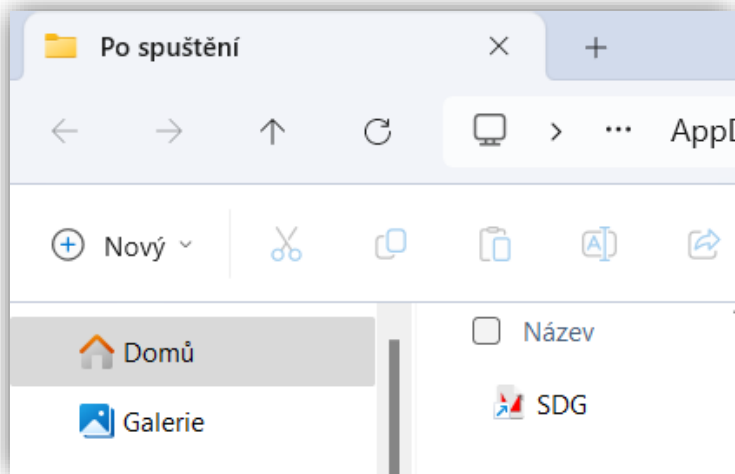 Po spuštění
AppD
Nový
Domů
Název
Galerie
SDG